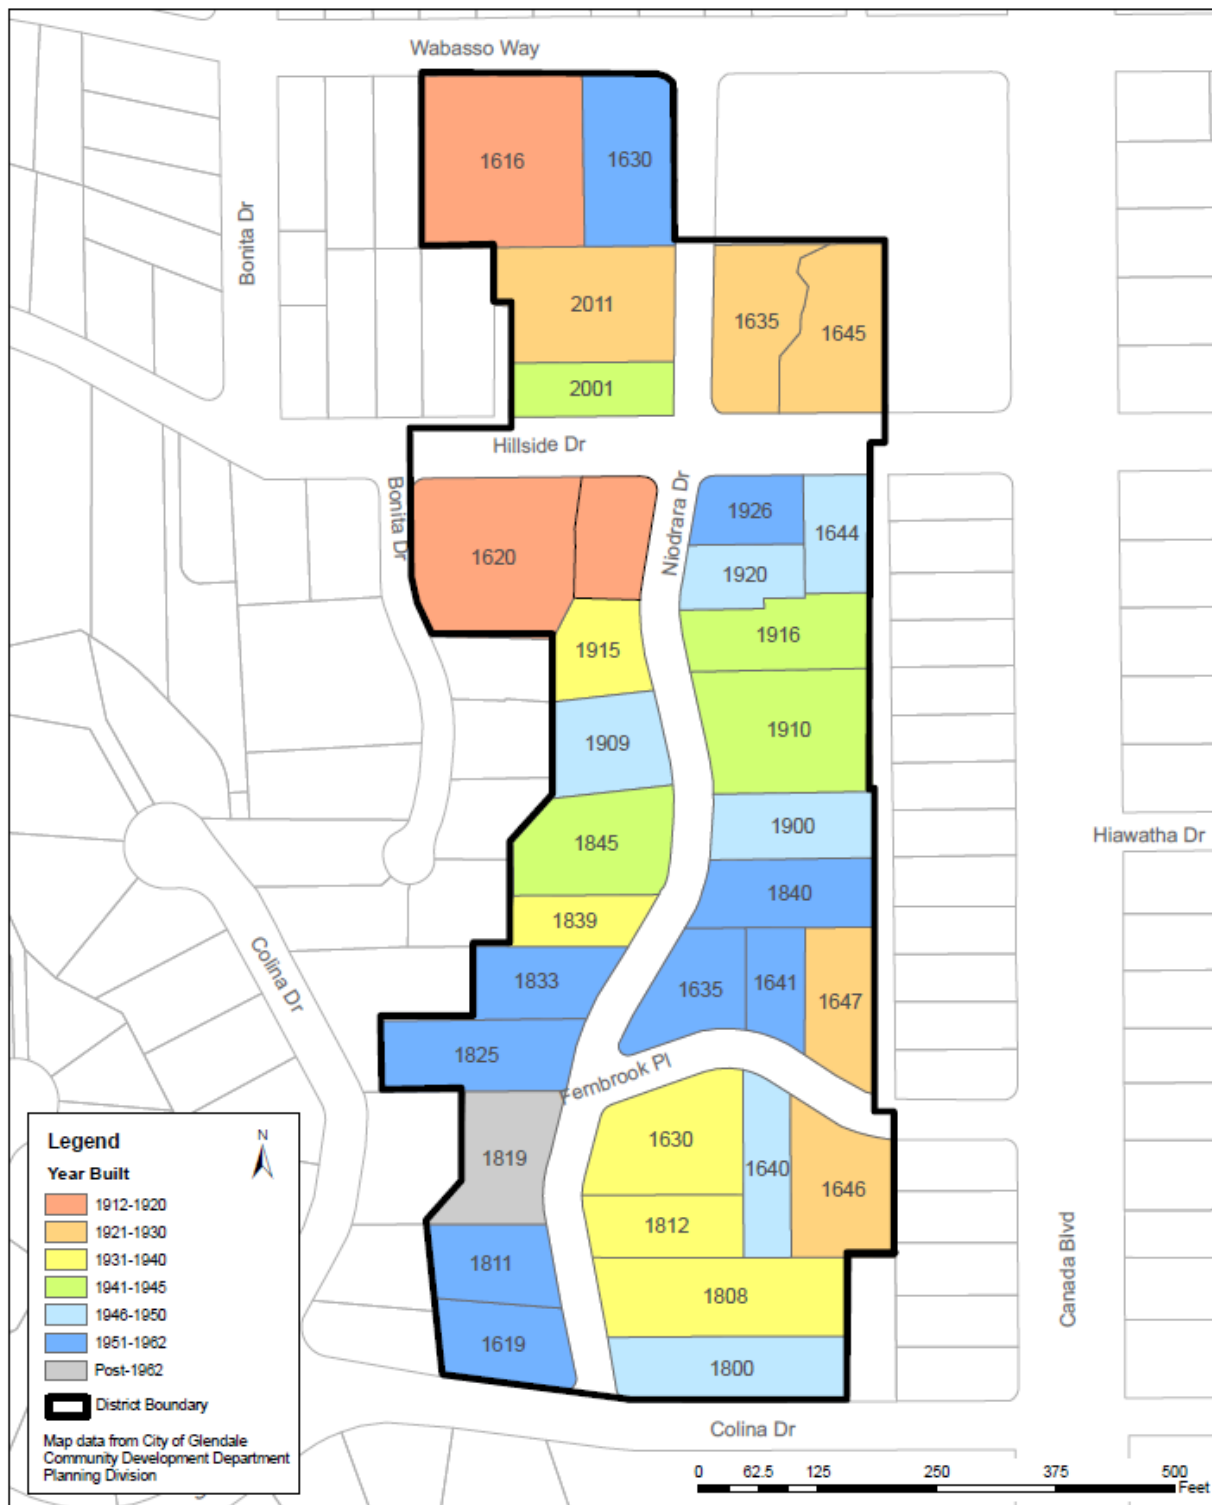 Wabasso Way
1616
1630
Bonita Dr
2011
1635
1645
2001
Hillside Dr
Bonita Dr
Niodrara Dr
1926
1644
1620
1920
1915
1916
1909
1910
1900
Hiawatha Dr
1845
1840
1839
Colina Dr
1833
1635
1641
1647
1825
Fernbrook Pl
1630
1819
1640
1646
1812
1811
1808
1619
1800
Canada Blvd
Colina Dr
Legend
N
Year Built
1912-1920
1921-1930
1931-1940
1941-1945
1946-1950
1951-1962
Post-1962
District Boundary
Map data from City of Glendale
Community Development Department
Planning Division
0 62.5 125 250 375 500
Feet